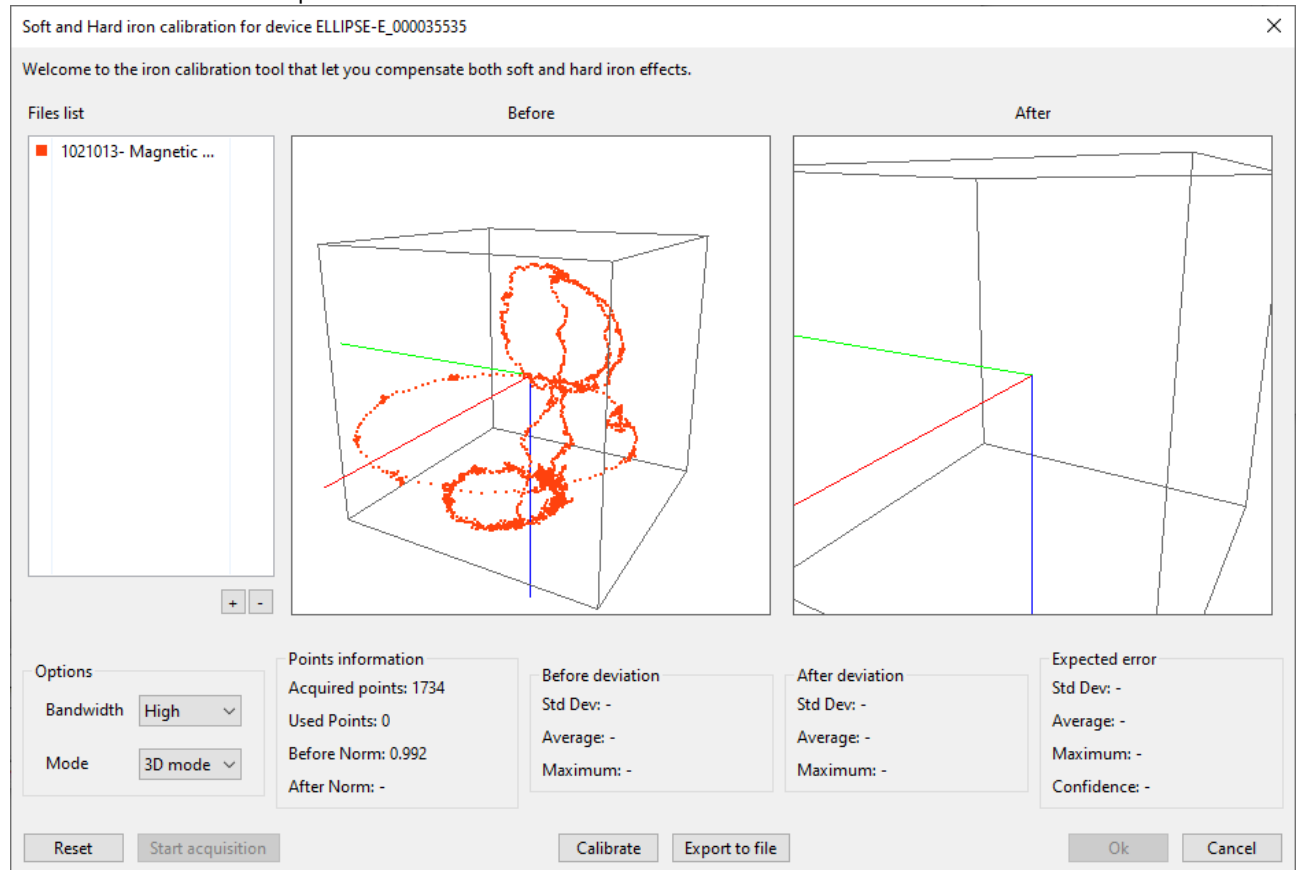 Soft and Hard iron calibration for device ELLIPSE-E_000035535
Welcome to the iron calibration tool that let you compensate both soft and hard iron effects.
Files list
Before
After
1021013- Magnetic ...
+ -
Options
Bandwidth High
Mode 3D mode
Points information
Acquired points: 1734
Used Points: 0
Before Norm: 0.992
After Norm: -
Before deviation
Std Dev: -
Average: -
Maximum: -
After deviation
Std Dev: -
Average: -
Maximum: -
Expected error
Std Dev: -
Average: -
Maximum: -
Confidence: -
Reset
Start acquisition
Calibrate
Export to file
Ok
Cancel